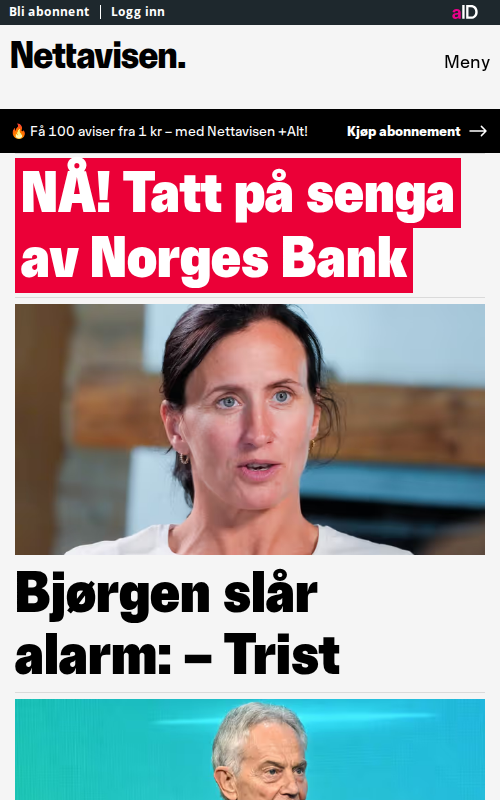 Bli abonnent | Logg inn
aID
Nettavisen.
Meny
🔥 Få 100 aviser fra 1 kr – med Nettavisen +Alt!
Kjøp abonnement →
NÅ! Tatt på senga
av Norges Bank
Bjørgen slår
alarm: – Trist